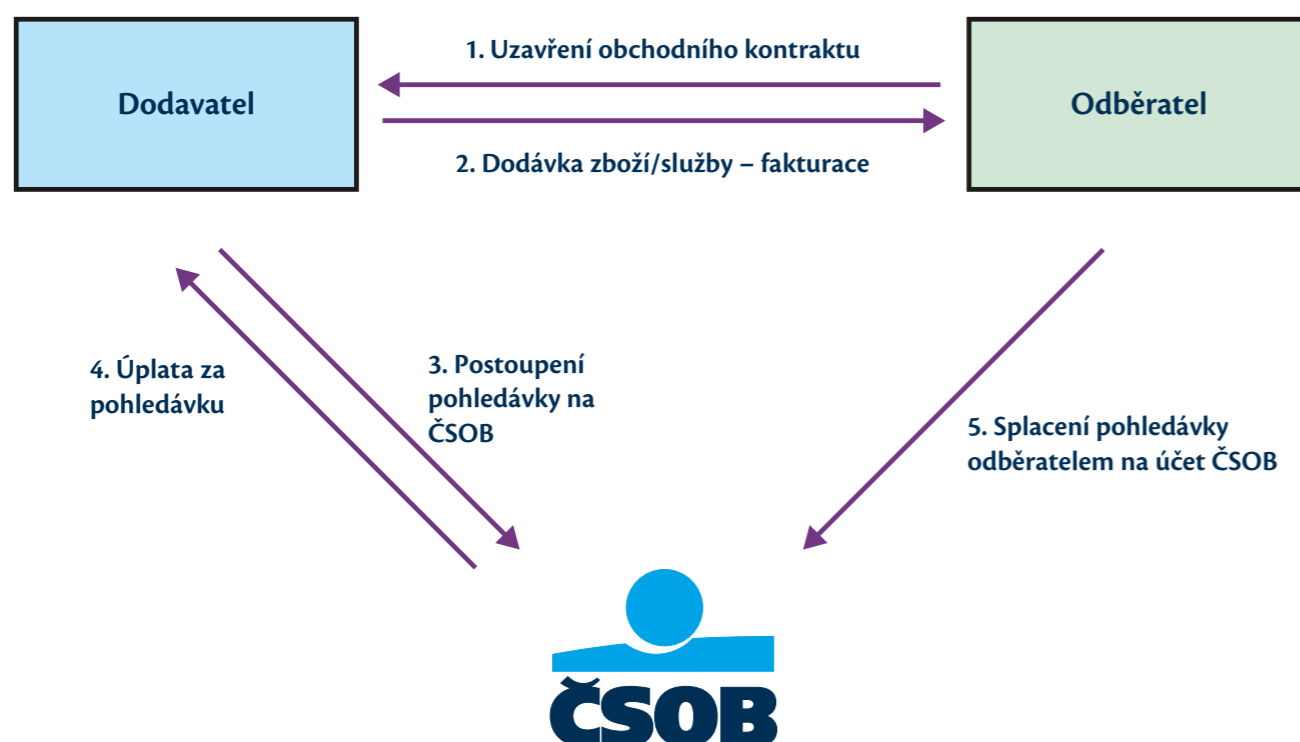 1. Uzavření obchodního kontraktu
Dodavatel
Odběratel
2. Dodávka zboží/služby – fakturace
4. Úplata za
pohledávku
3. Postoupení
pohledávky na
ČSOB
5. Splacení pohledávky
odběratelem na účet ČSOB
ČSOB